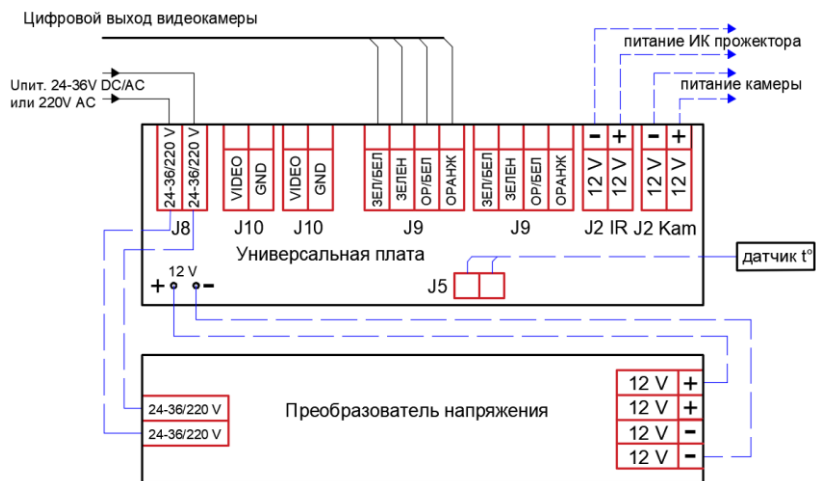 Цифровой выход видеокамеры
питание ИК прожектора
Uпит. 24-36V DC/AC
или 220V AC
питание камеры
24-36/220 V
24-36/220 V
VIDEO
GND
VIDEO
GND
ЗЕЛ/БЕЛ
ЗЕЛЕН
ОР/БЕЛ
ОРАНЖ
ЗЕЛ/БЕЛ
ЗЕЛЕН
ОР/БЕЛ
ОРАНЖ
12 V -
12 V +
12 V -
12 V +
J8
J10
J10
J9
J9
J2 IR
J2 Kam
Универсальная плата
датчик t°
12 V
+ -
J5
Преобразователь напряжения
24-36/220 V
24-36/220 V
12 V +
12 V +
12 V -
12 V -